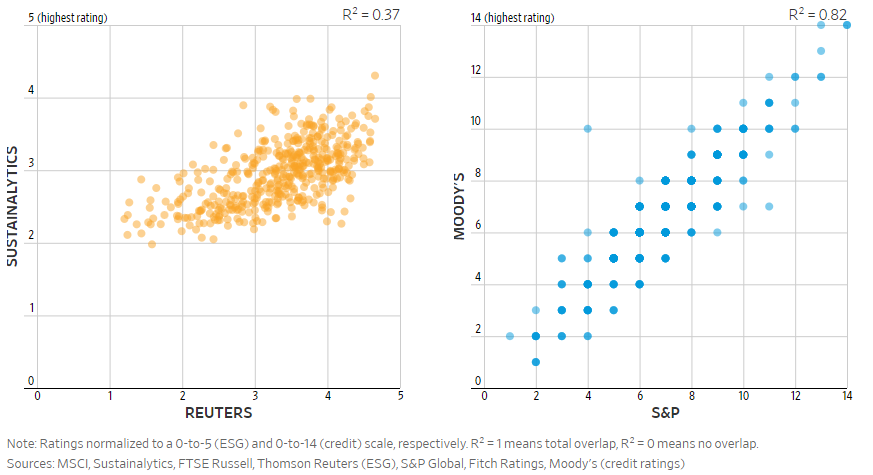 5 (highest rating)
R² = 0.37
4
3
2
1
0
0 1 2 3 4 5
SUSTAINALYTICS
REUTERS
14 (highest rating)
R² = 0.82
12
10
8
6
4
2
0
0 2 4 6 8 10 12 14
MOODY'S
S&P
Note: Ratings normalized to a 0-to-5 (ESG) and 0-to-14 (credit) scale, respectively. R² = 1 means total overlap, R² = 0 means no overlap.
Sources: MSCI, Sustainalytics, FTSE Russell, Thomson Reuters (ESG), S&P Global, Fitch Ratings, Moody's (credit ratings)